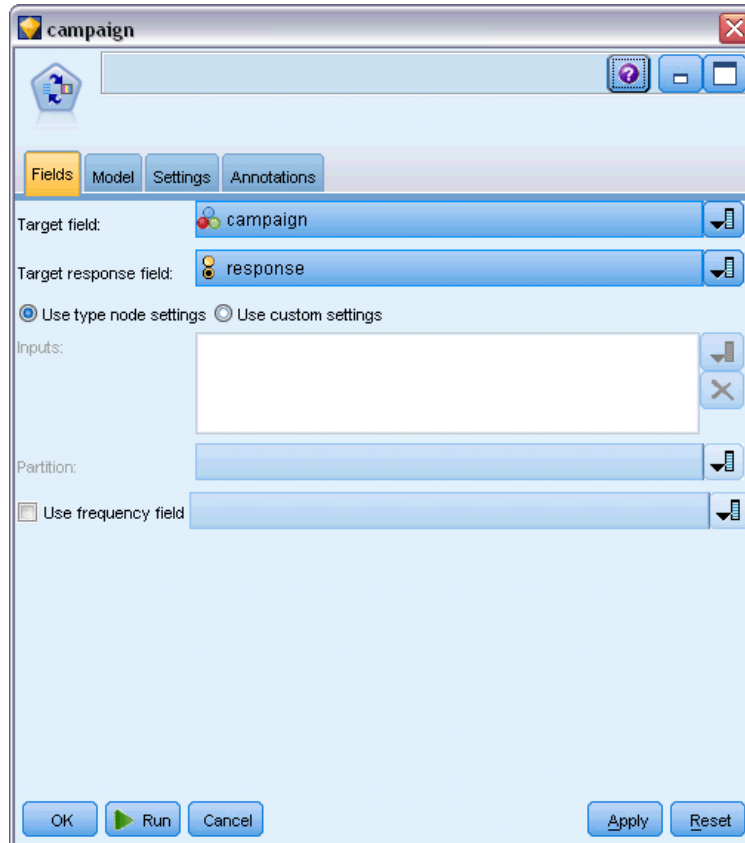 campaign
?
Fields Model Settings Annotations
Target field: campaign
Target response field: response
Use type node settings Use custom settings
Inputs:
Partition:
Use frequency field
OK Run Cancel Apply Reset